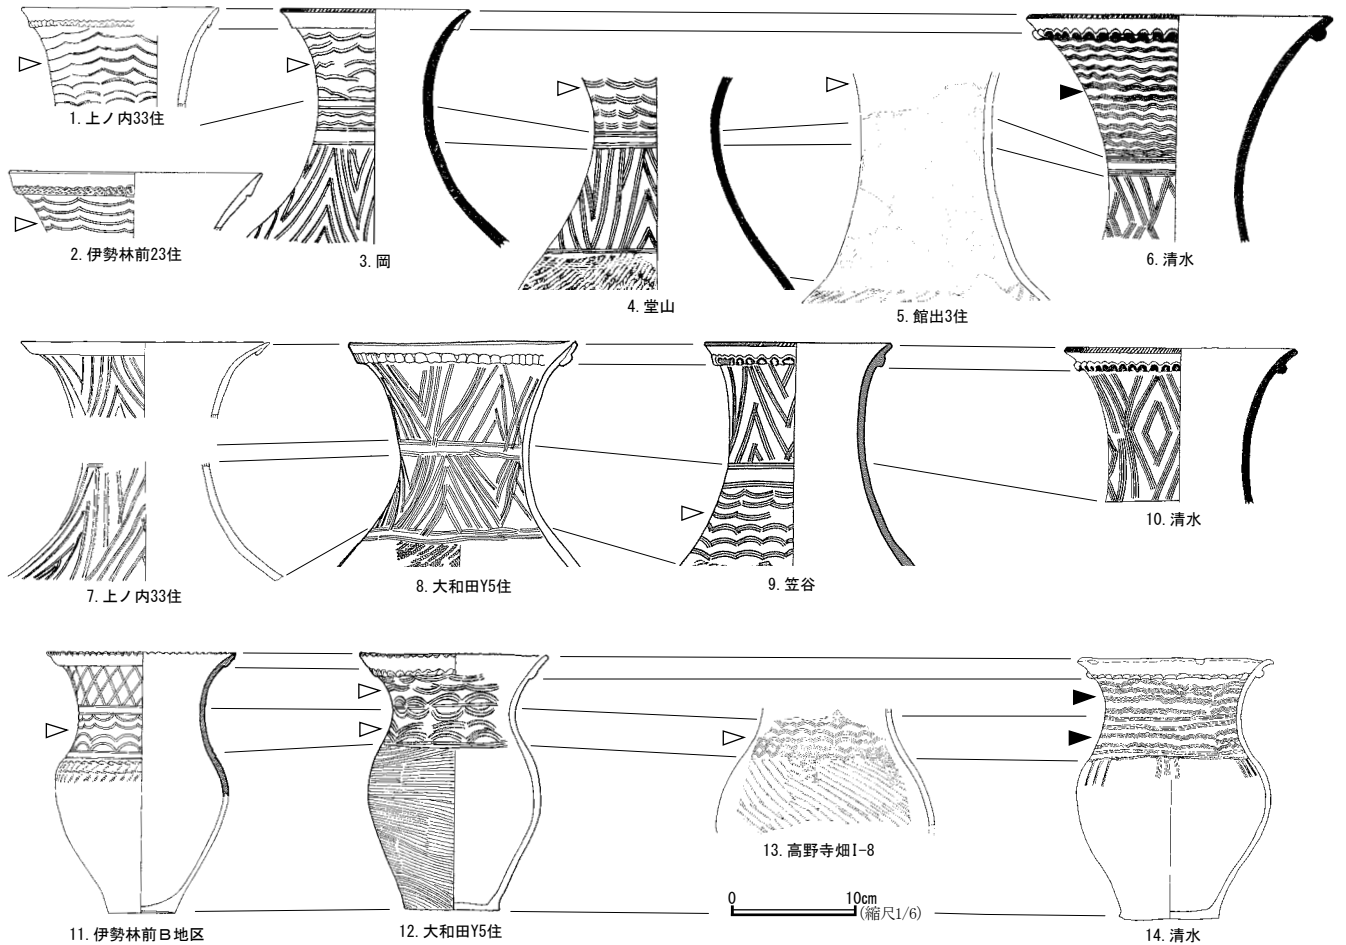 1.上ノ内33住
2.伊勢林前23住
3.岡
4.堂山
5.館出3住
6.清水
7.上ノ内33住
8.大和田Y5住
9.笠谷
10.清水
11.伊勢林前B地区
12.大和田Y5住
13.高野寺畑I-8
0 10cm
(縮尺1/6)
14.清水